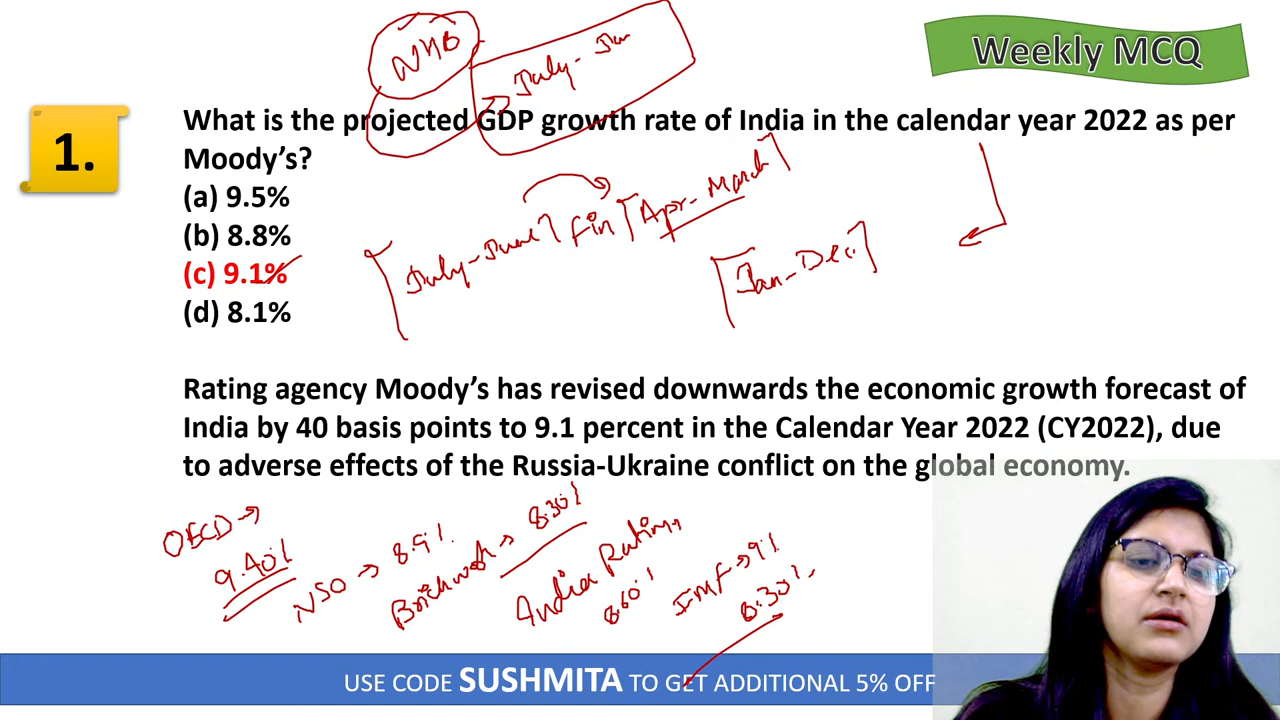 Weekly MCQ
NHB
July - Jun
1.
What is the projected GDP growth rate of India in the calendar year 2022 as per
Moody's?
(a) 9.5%
(b) 8.8%
(c) 9.1%
(d) 8.1%
[July-June] Fin [Apr-March]
[Jan-Dec]
Rating agency Moody's has revised downwards the economic growth forecast of
India by 40 basis points to 9.1 percent in the Calendar Year 2022 (CY2022), due
to adverse effects of the Russia-Ukraine conflict on the global economy.
OECD →
9.40%
NSO → 8.9%
Brickwork → 8.30%
India Ratings
8.60%
IMF → 9%
8.30%
USE CODE SUSHMITA TO GET ADDITIONAL 5% OFF